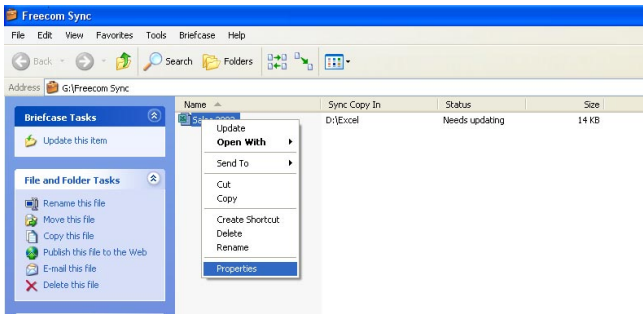 Freecom Sync
File Edit View Favorites Tools Briefcase Help
Back Search Folders
Address G:\Freecom Sync
Name Sync Copy In Status Size
Briefcase Tasks
Update this item
File and Folder Tasks
Rename this file
Move this file
Copy this file
Publish this file to the Web
E-mail this file
Delete this file
D:\Excel Needs updating 14 KB
Update
Open With
Send To
Cut
Copy
Create Shortcut
Delete
Rename
Properties